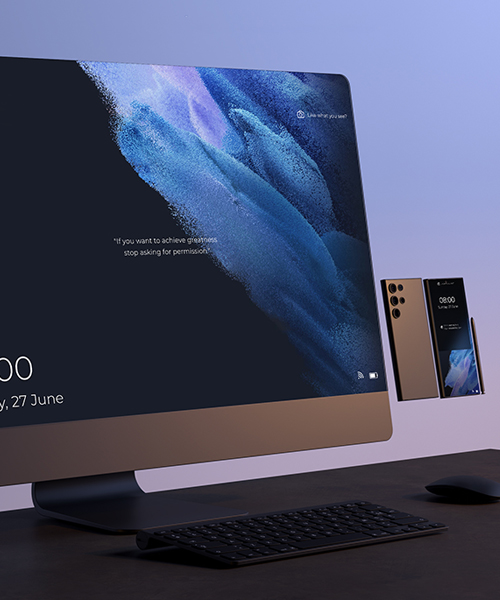 Like what you see?
"If you want to achieve greatness
stop asking for permission"
:00
y, 27 June
08:00